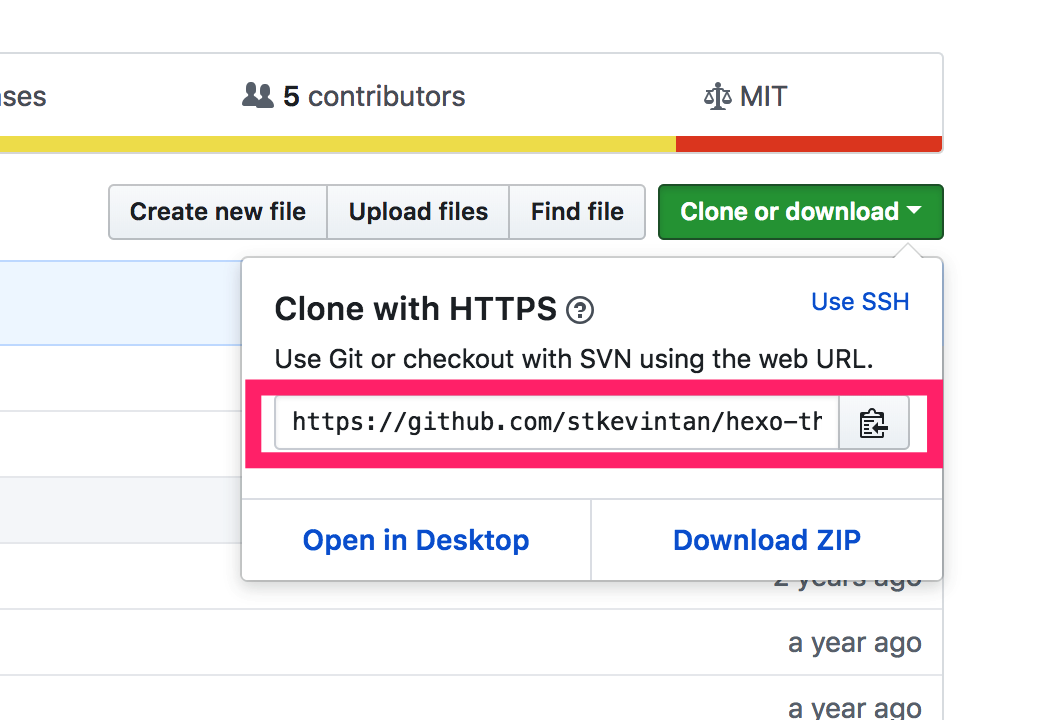 5 contributors
MIT
Create new file
Upload files
Find file
Clone or download
Clone with HTTPS ?
Use SSH
Use Git or checkout with SVN using the web URL.
https://github.com/stkevintan/hexo-th
Open in Desktop
Download ZIP
2 years ago
a year ago
a year ago